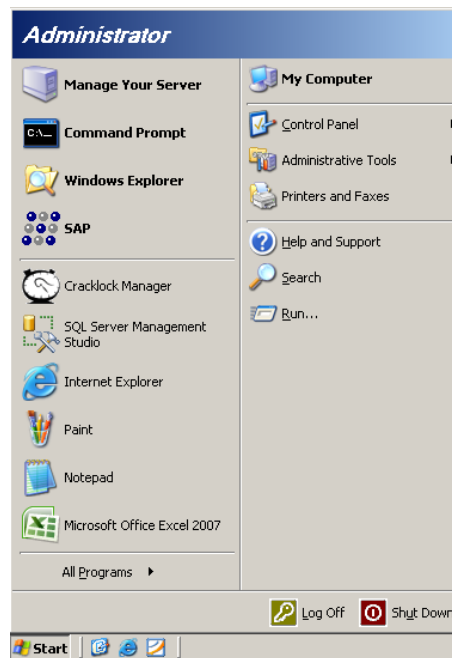 Administrator
Manage Your Server
C:\_ Command Prompt
Windows Explorer
SAP
Cracklock Manager
SQL Server Management
Studio
Internet Explorer
Paint
Notepad
Microsoft Office Excel 2007
All Programs
My Computer
Control Panel
Administrative Tools
Printers and Faxes
Help and Support
Search
Run...
Log Off Shut Down
Start